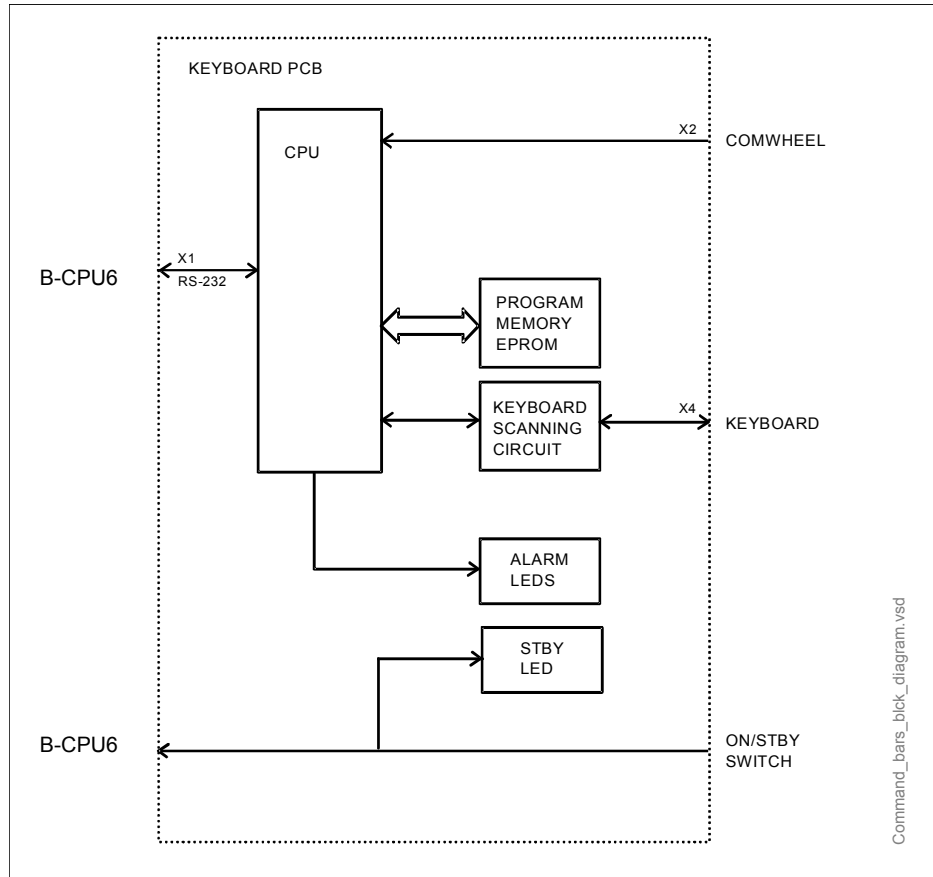 KEYBOARD PCB
CPU
X2
COMWHEEL
X1
RS-232
B-CPU6
PROGRAM
MEMORY
EPROM
KEYBOARD
SCANNING
CIRCUIT
X4
KEYBOARD
ALARM
LEDS
STBY
LED
B-CPU6
ON/STBY
SWITCH
Command_bars_blck_diagram.vsd